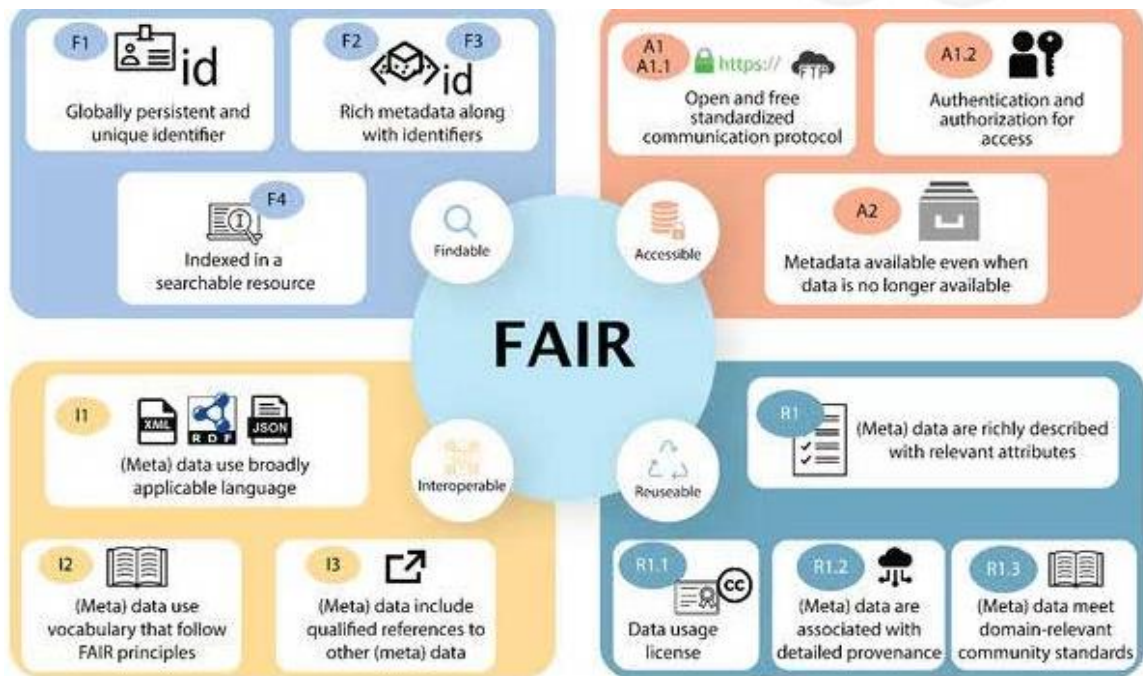 F1
id
Globally persistent and
unique identifier
F2
F3
id
Rich metadata along
with identifiers
F4
I
Indexed in a
searchable resource
Findable
A1
A1.1
https://
FTP
Open and free
standardized
communication protocol
A1.2
Authentication and
authorization for
access
A2
Metadata available even when
data is no longer available
Accessible
FAIR
I1
XML
RDF
JSON
(Meta) data use broadly
applicable language
I2
(Meta) data use
vocabulary that follow
FAIR principles
I3
(Meta) data include
qualified references to
other (meta) data
Interoperable
Reuseable
R1
(Meta) data are richly described
with relevant attributes
R1.1
cc
Data usage
license
R1.2
(Meta) data are
associated with
detailed provenance
R1.3
(Meta) data meet
domain-relevant
community standards